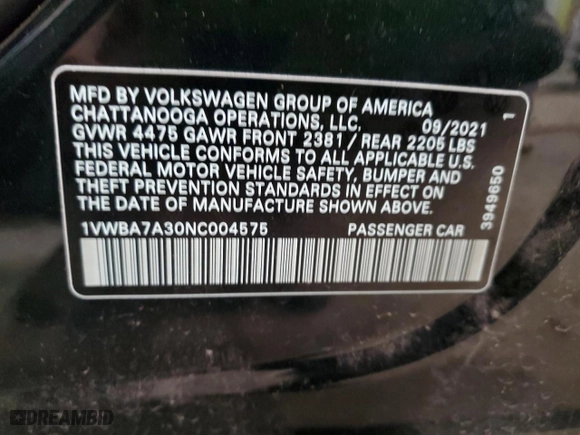 MFD BY VOLKSWAGEN GROUP OF AMERICA
CHATTANOOGA OPERATIONS, LLC. 09/2021 1
GVWR 4475 GAWR FRONT 2381 / REAR 2205 LBS
THIS VEHICLE CONFORMS TO ALL APPLICABLE U.S.
FEDERAL MOTOR VEHICLE SAFETY, BUMPER, AND
THEFT PREVENTION STANDARDS IN EFFECT ON
THE DATE OF MANUFACTURE SHOWN ABOVE.
3949650
1VWBA7A30NC004575 PASSENGER CAR
DREAMBID